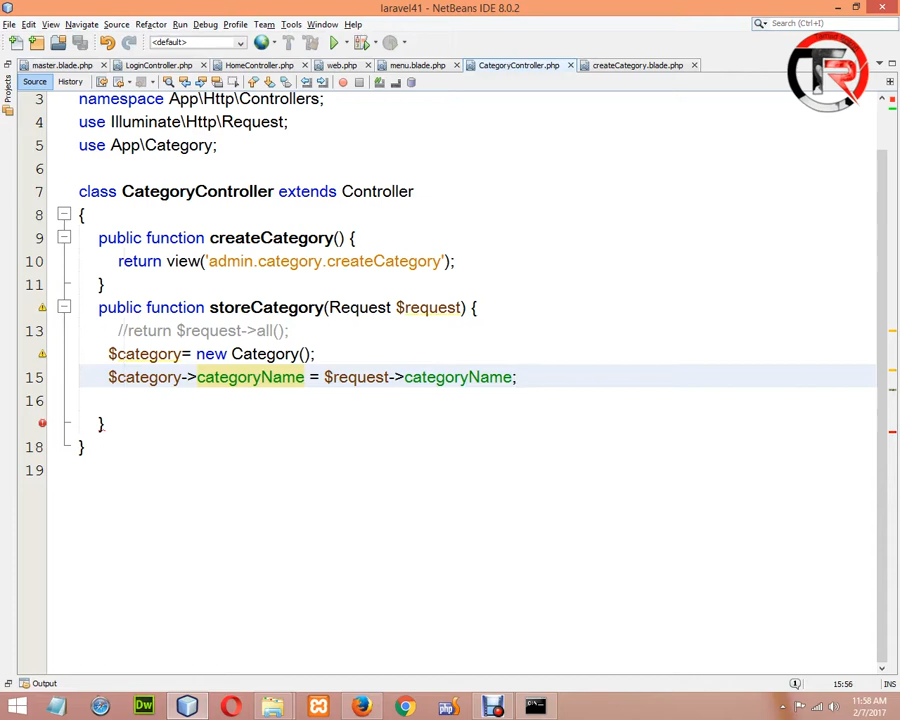 laravel41 - NetBeans IDE 8.0.2
File Edit View Navigate Source Refactor Run Debug Profile Team Tools Window Help
Search (Ctrl+I)
<default>
master.blade.php LoginController.php HomeController.php web.php menu.blade.php CategoryController.php createCategory.blade.php
Projects
Source History
3 namespace App\Http\Controllers;
4 use Illuminate\Http\Request;
5 use App\Category;
6
7 class CategoryController extends Controller
8 {
9 public function createCategory() {
10 return view('admin.category.createCategory');
11 }
public function storeCategory(Request $request) {
13 //return $request->all();
$category= new Category();
15 $category->categoryName = $request->categoryName;
16
}
18 }
19
Output
15:56 INS
Dw
php
11:58 AM
2/7/2017